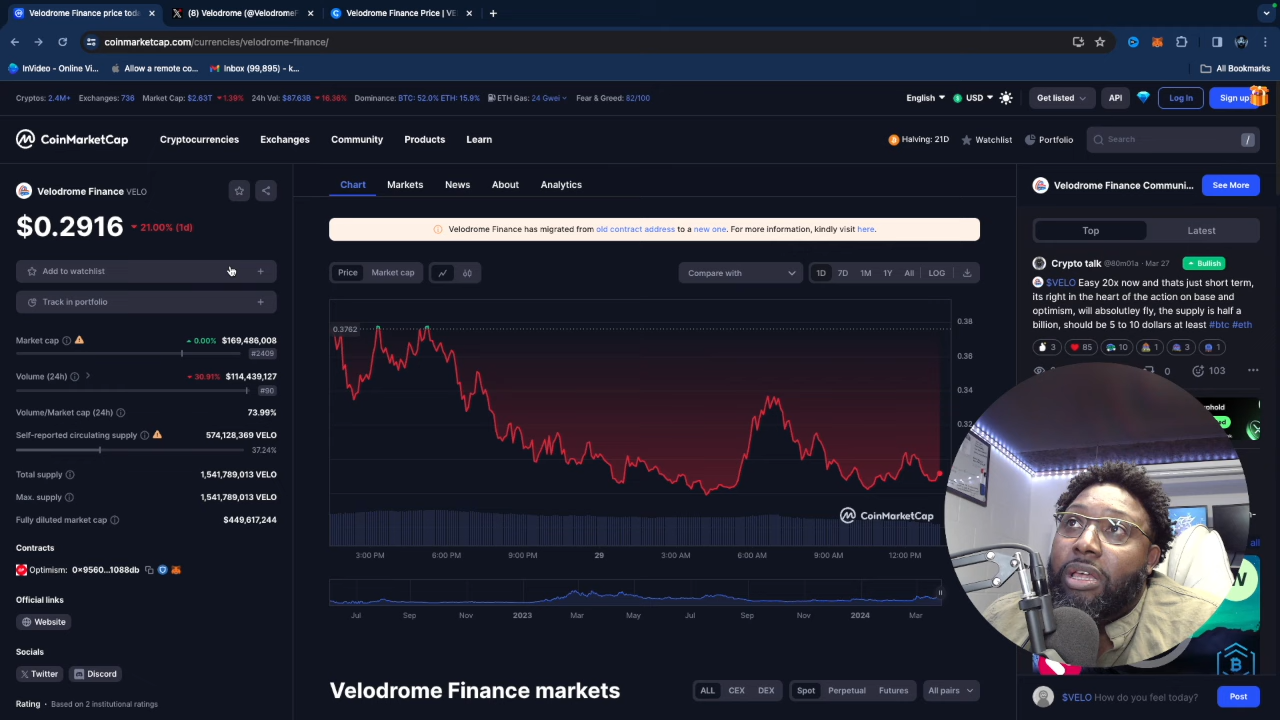 Velodrome Finance price toda
(8) Velodrome (@VelodromeF
Velodrome Finance Price | VE
coinmarketcap.com/currencies/velodrome-finance/
InVideo - Online Vi...
Allow a remote co...
Inbox (99,895) - k...
All Bookmarks
Cryptos: 2.4M+ Exchanges: 736 Market Cap: $2.63T 1.39% 24h Vol: $87.63B 16.36% Dominance: BTC: 52.0% ETH: 15.9% ETH Gas: 24 Gwei Fear & Greed: 82/100
English USD Get listed API Log In Sign up
CoinMarketCap Cryptocurrencies Exchanges Community Products Learn
Halving: 21D Watchlist Portfolio Search /
Velodrome Finance VELO
$0.2916 21.00% (1d)
Add to watchlist
Track in portfolio
Market cap 0.00% $169,486,008
#2409
Volume (24h) 30.91% $114,439,127
#90
Volume/Market cap (24h) 73.99%
Self-reported circulating supply 574,128,369 VELO
37.24%
Total supply 1,541,789,013 VELO
Max. supply 1,541,789,013 VELO
Fully diluted market cap $449,617,244
Contracts
Optimism: 0x9560...1088db
Official links
Website
Socials
Twitter Discord
Rating • Based on 2 institutional ratings
Chart Markets News About Analytics
Velodrome Finance has migrated from old contract address to a new one. For more information, kindly visit here.
Price Market cap
Compare with
1D 7D 1M 1Y All LOG
0.3762
0.38
0.36
0.34
0.32
CoinMarketCap
3:00 PM 6:00 PM 9:00 PM 29 3:00 AM 6:00 AM 9:00 AM 12:00 PM
Jul Sep Nov 2023 Mar May Jul Sep Nov 2024 Mar
Velodrome Finance markets
ALL CEX DEX Spot Perpetual Futures All pairs
Velodrome Finance Communi... See More
Top Latest
Crypto talk @80m01a · Mar 27 Bullish
$VELO Easy 20x now and thats just short term,
its right in the heart of the action on base and
optimism, will absolutley fly, the supply is half a
billion, should be 5 to 10 dollars at least #btc #eth
3 85 4 1 3 1
0 103
$VELO How do you feel today? Post